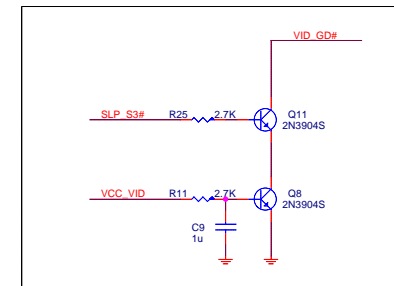 VID_GD#
SLP_S3# R25 2.7K Q11
2N3904S
VCC_VID R11 2.7K Q8
2N3904S
C9
1u